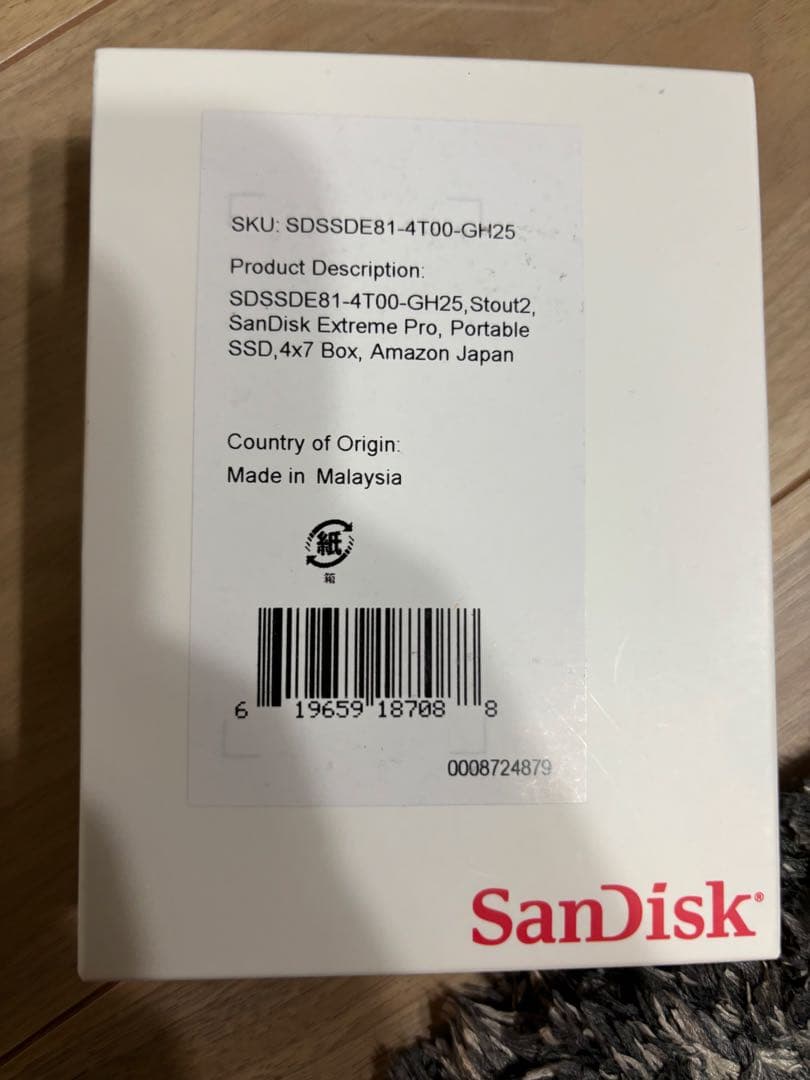 SKU: SDSSDE81-4T00-GH25
Product Description:
SDSSDE81-4T00-GH25,Stout2,
SanDisk Extreme Pro, Portable
SSD,4x7 Box, Amazon Japan
Country of Origin:
Made in Malaysia
紙
箱
6 19659 18708 8
0008724879
SanDisk®